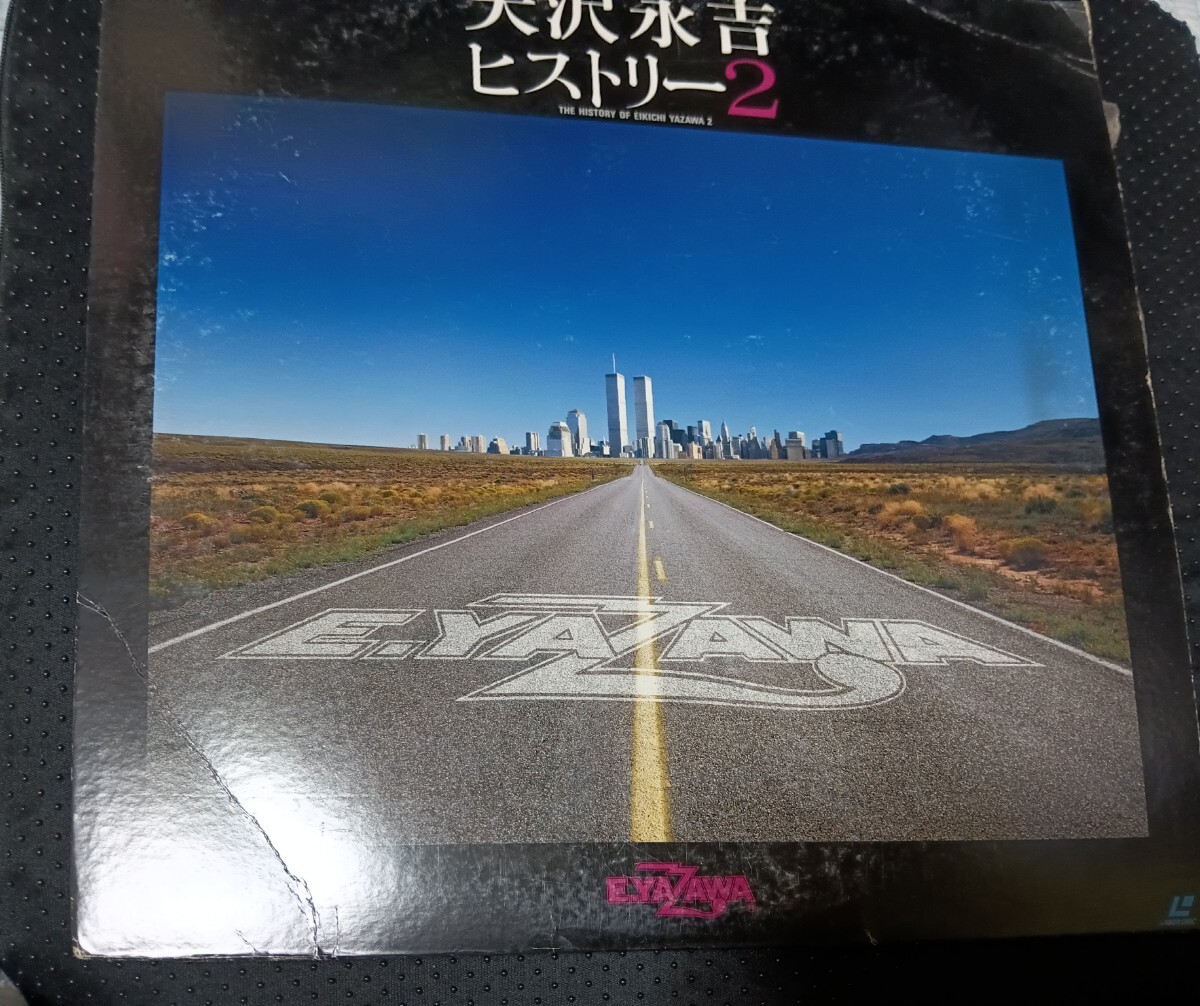 矢沢永吉
ヒストリー2
THE HISTORY OF EIKICHI YAZAWA 2
E.YAZAWA
E.YAZAWA